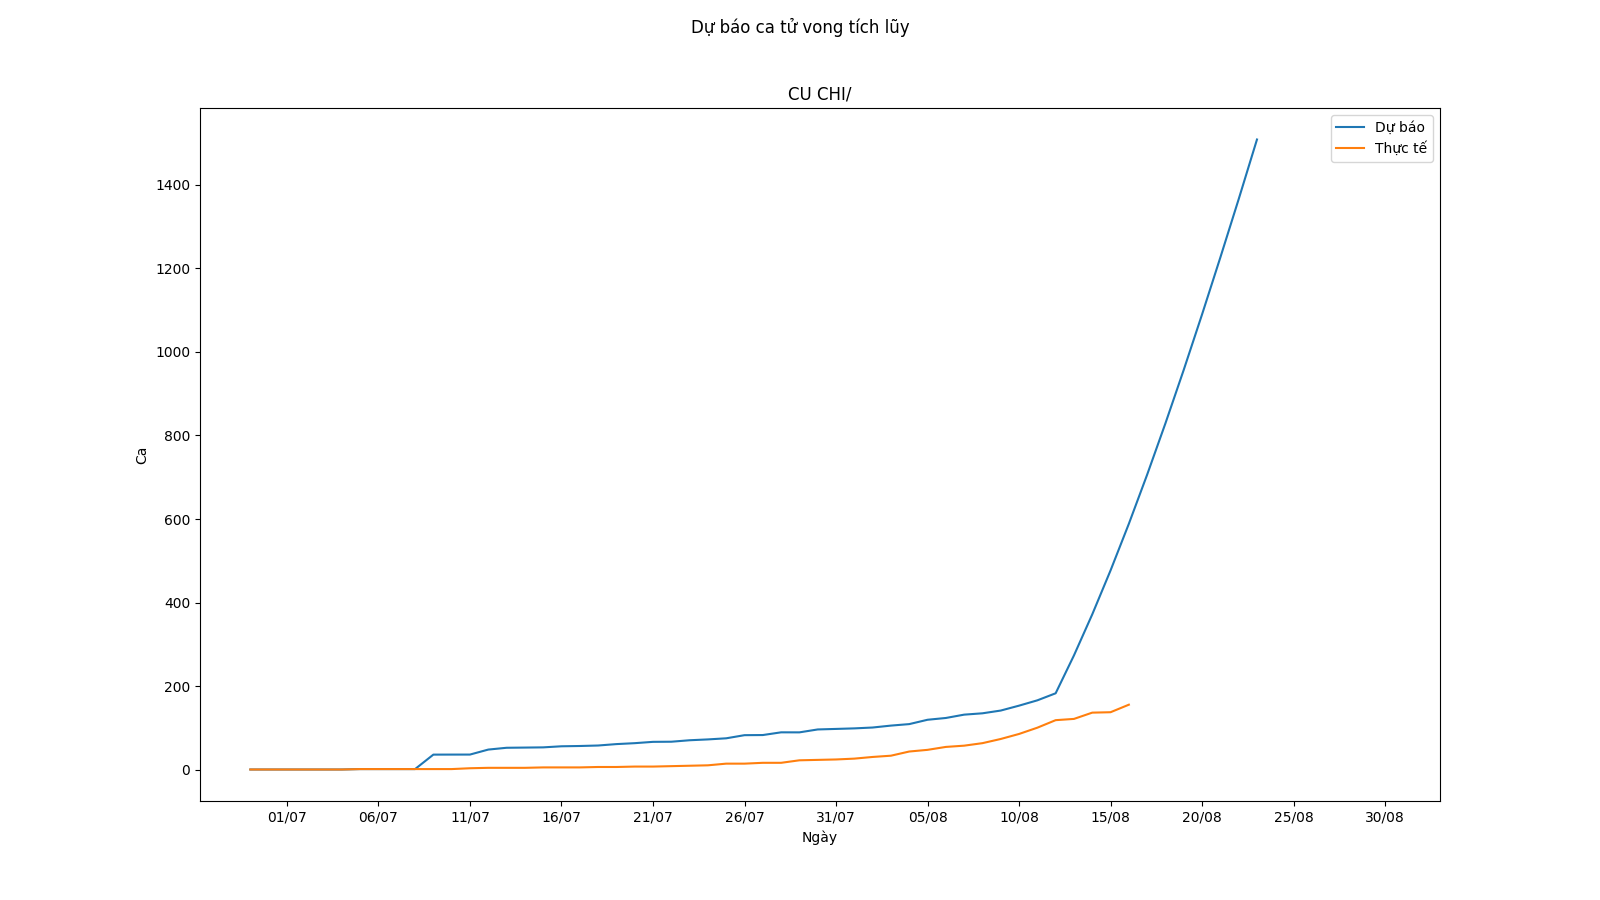 Dự báo ca tử vong tích lũy
CU CHI/
Dự báo
Thực tế
1400
1200
1000
800
600
400
200
0
Ca
01/07 06/07 11/07 16/07 21/07 26/07 31/07 05/08 10/08 15/08 20/08 25/08 30/08
Ngày